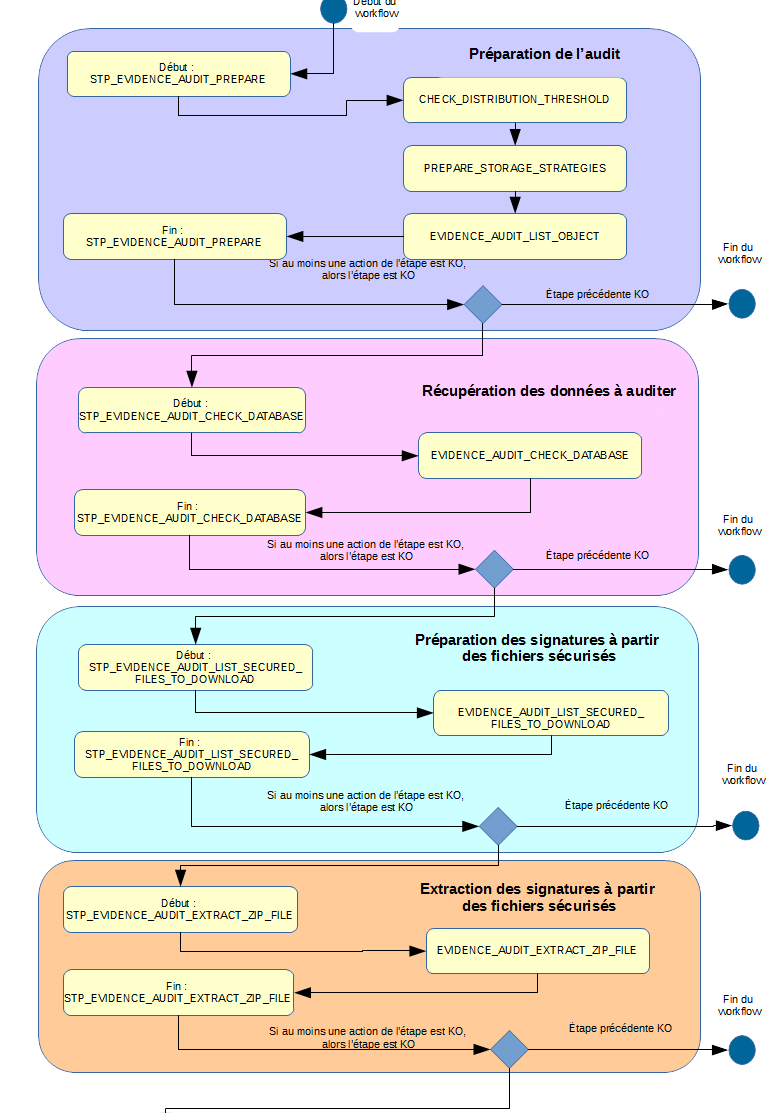 Début du
workflow
Préparation de l'audit
Début :
STP_EVIDENCE_AUDIT_PREPARE
CHECK_DISTRIBUTION_THRESHOLD
PREPARE_STORAGE_STRATEGIES
Fin :
STP_EVIDENCE_AUDIT_PREPARE
EVIDENCE_AUDIT_LIST_OBJECT
Si au moins une action de l'étape est KO,
alors l'étape est KO
Étape précédente KO
Fin du
workflow
Récupération des données à auditer
Début :
STP_EVIDENCE_AUDIT_CHECK_DATABASE
EVIDENCE_AUDIT_CHECK_DATABASE
Fin :
STP_EVIDENCE_AUDIT_CHECK_DATABASE
Si au moins une action de l'étape est KO,
alors l'étape est KO
Étape précédente KO
Fin du
workflow
Préparation des signatures à partir
des fichiers sécurisés
Début :
STP_EVIDENCE_AUDIT_LIST_SECURED_
FILES_TO_DOWNLOAD
EVIDENCE_AUDIT_LIST_SECURED_
FILES_TO_DOWNLOAD
Fin :
STP_EVIDENCE_AUDIT_LIST_SECURED_
FILES_TO_DOWNLOAD
Si au moins une action de l'étape est KO,
alors l'étape est KO
Étape précédente KO
Fin du
workflow
Extraction des signatures à partir
des fichiers sécurisés
Début :
STP_EVIDENCE_AUDIT_EXTRACT_ZIP_FILE
EVIDENCE_AUDIT_EXTRACT_ZIP_FILE
Fin :
STP_EVIDENCE_AUDIT_EXTRACT_ZIP_FILE
Si au moins une action de l'étape est KO,
alors l'étape est KO
Étape précédente KO
Fin du
workflow